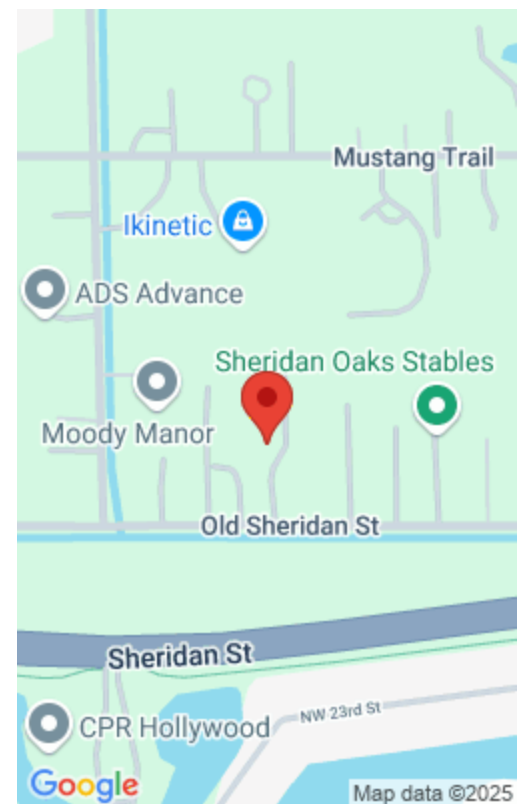 Mustang Trail
Ikinetic
ADS Advance
Sheridan Oaks Stables
Moody Manor
Old Sheridan St
Sheridan St
NW 23rd St
CPR Hollywood
Google
Map data ©2025